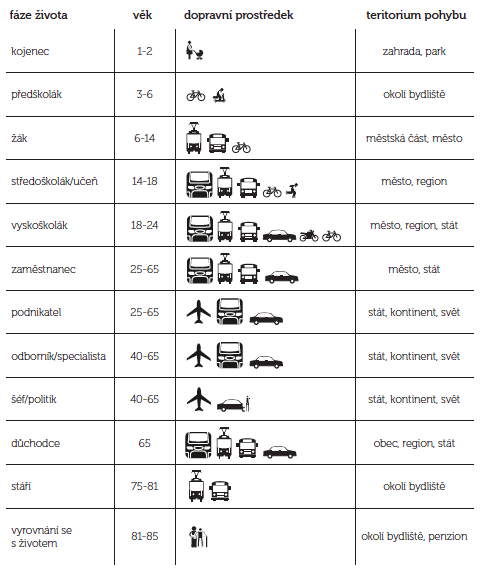 fáze života věk dopravní prostředek teritorium pohybu
kojenec 1-2 zahrada, park
předškolák 3-6 okolí bydliště
žák 6-14 městská část, město
středoškolák/učeň 14-18 město, region
vyskoškolák 18-24 město, region, stát
zaměstnanec 25-65 město, stát
podnikatel 25-65 stát, kontinent, svět
odborník/specialista 40-65 stát, kontinent, svět
šéf/politik 40-65 stát, kontinent, svět
důchodce 65 obec, region, stát
stáří 75-81 okolí bydliště
vyrovnání se
s životem 81-85 okolí bydliště, penzion